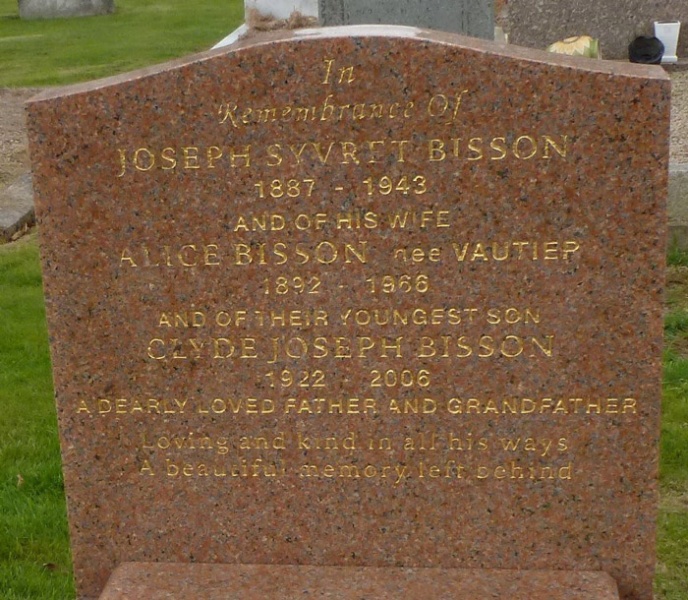 In
Remembrance Of
JOSEPH SYVRET BISSON
1887 - 1943
AND OF HIS WIFE
ALICE BISSON nee VAUTIER
1892 - 1966
AND OF THEIR YOUNGEST SON
CLYDE JOSEPH BISSON
1922 - 2006
A DEARLY LOVED FATHER AND GRANDFATHER
Loving and kind in all his ways
A beautiful memory left behind